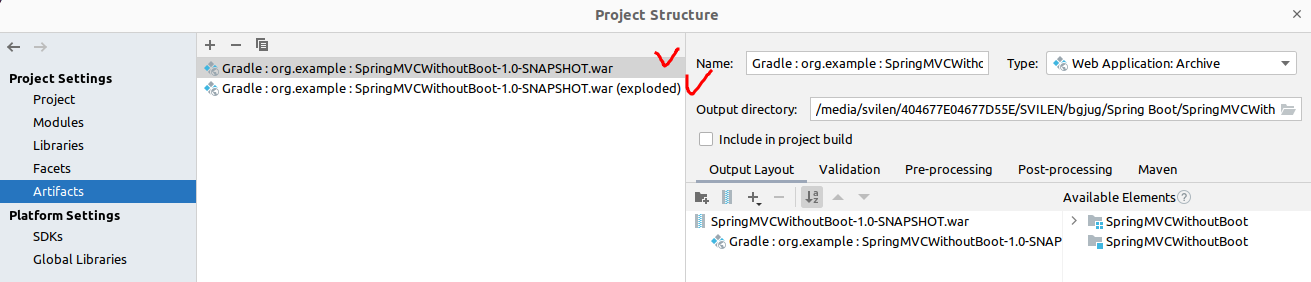 Project Structure
Project Settings
Project
Modules
Libraries
Facets
Artifacts
Platform Settings
SDKs
Global Libraries
Gradle : org.example : SpringMVCWithoutBoot-1.0-SNAPSHOT.war
Gradle : org.example : SpringMVCWithoutBoot-1.0-SNAPSHOT.war (exploded)
Name: Gradle : org.example : SpringMVCWitho Type: Web Application: Archive
Output directory: /media/svilen/404677E04677D55E/SVILEN/bgjug/Spring Boot/SpringMVCWith
Include in project build
Output Layout Validation Pre-processing Post-processing Maven
Available Elements ?
SpringMVCWithoutBoot-1.0-SNAPSHOT.war
Gradle : org.example : SpringMVCWithoutBoot-1.0-SNAP
SpringMVCWithoutBoot
SpringMVCWithoutBoot